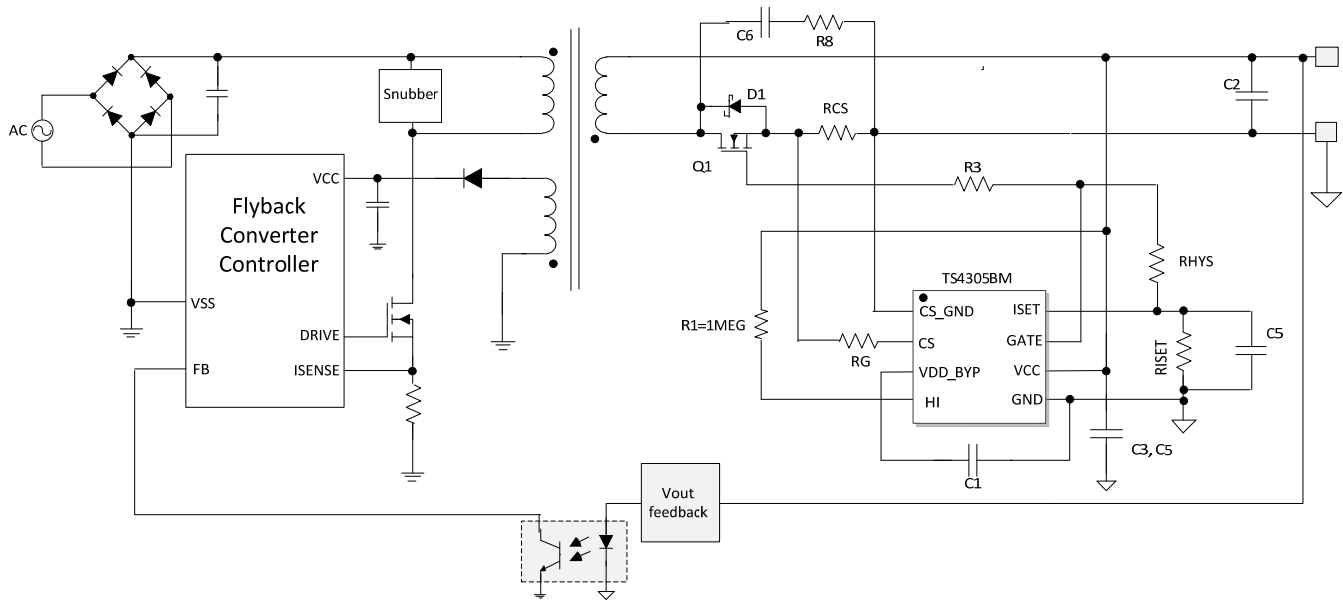 C6
R8
Snubber
D1
RCS
C2
AC
Q1
VCC
R3
Flyback
Converter
Controller
RHYS
TS4305BM
VSS
CS_GND
ISET
R1=1MEG
DRIVE
CS
GATE
C5
RG
RISET
FB
ISENSE
VDD_BYP
VCC
HI
GND
C3, C5
C1
Vout
feedback